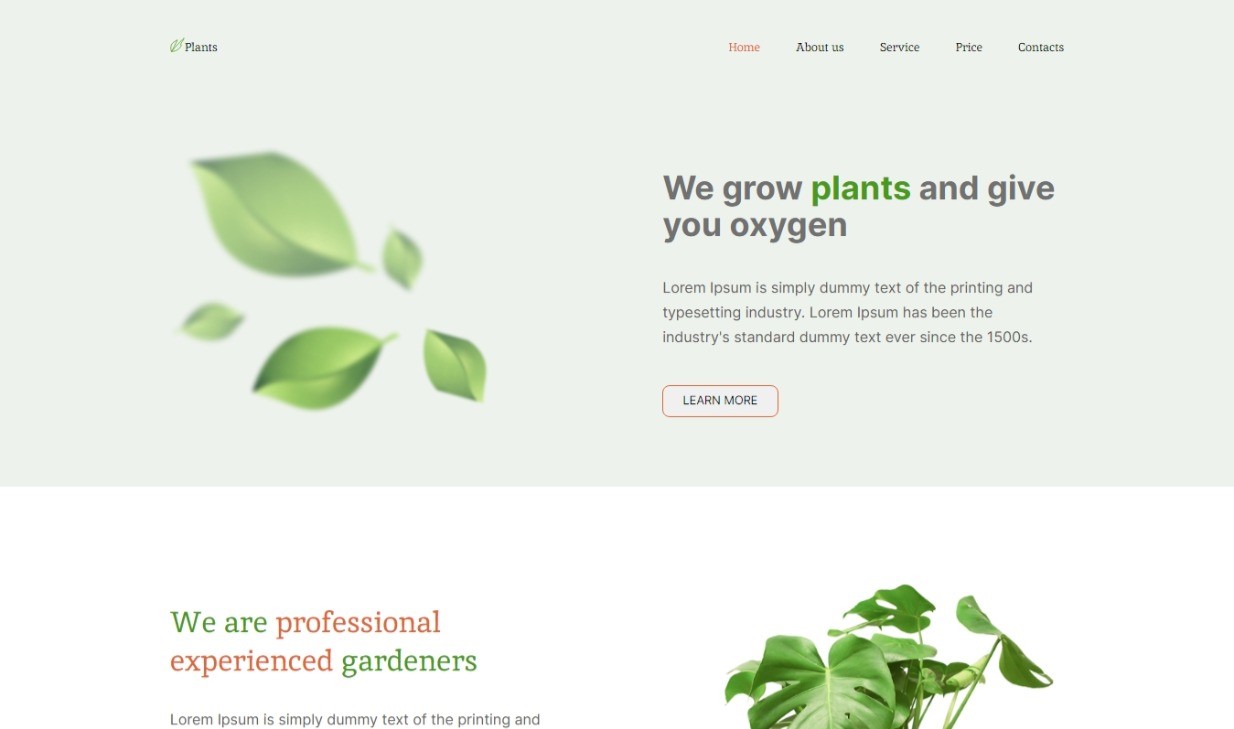 Plants
Home About us Service Price Contacts
We grow plants and give
you oxygen
Lorem Ipsum is simply dummy text of the printing and
typesetting industry. Lorem Ipsum has been the
industry's standard dummy text ever since the 1500s.
LEARN MORE
We are professional
experienced gardeners
Lorem Ipsum is simply dummy text of the printing and